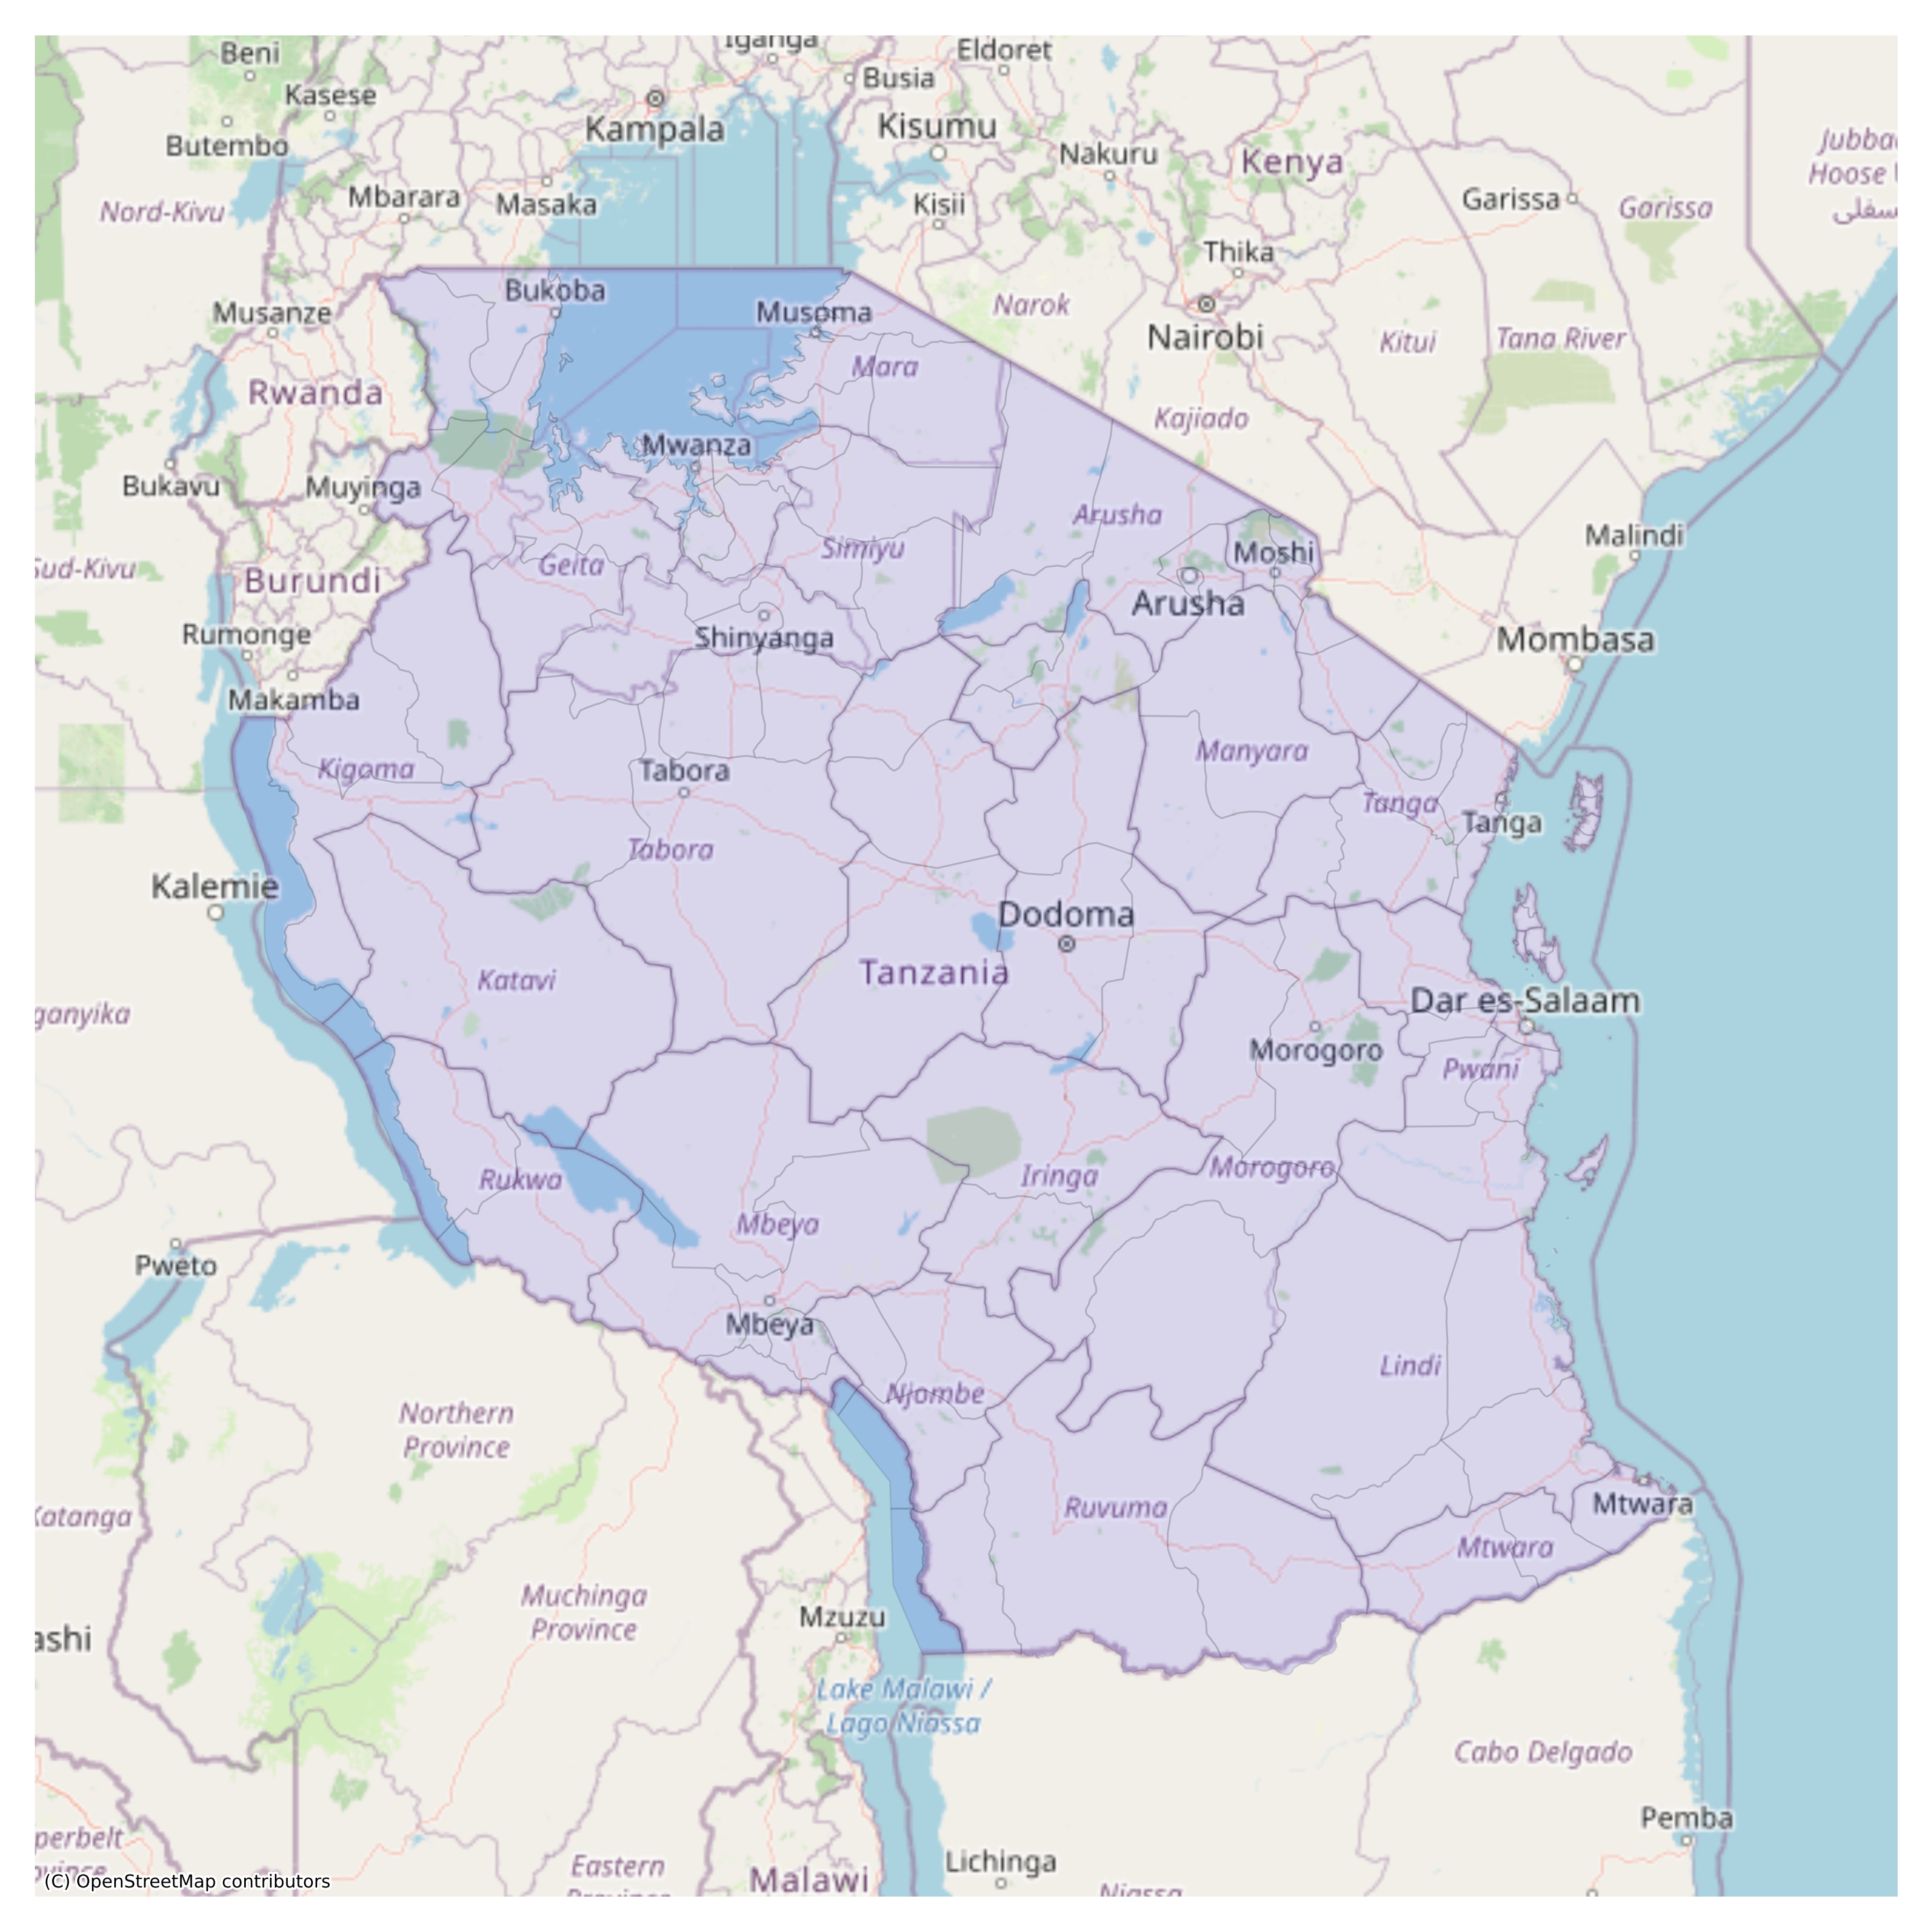 Iganga
Beni
Eldoret
Busia
Kasese
Kampala
Kisumu
Butembo
Jubba
Hoose
سفلى
Nakuru
Kenya
Mbarara
Masaka
Kisii
Garissa
Garissa
Nord-Kivu
Thika
Bukoba
Musanze
Musoma
Narok
Nairobi
Kitui
Tana River
Mara
Rwanda
Kajiado
Mwanza
Bukavu
Muyinga
Arusha
Malindi
Sud-Kivu
Geita
Simiyu
Moshi
Burundi
Arusha
Rumonge
Shinyanga
Mombasa
Makamba
Kigoma
Tabora
Manyara
Tanga
Tanga
Tabora
Kalemie
Dodoma
Katavi
Tanzania
Dar es-Salaam
ganyika
Morogoro
Pwani
Rukwa
Iringa
Morogoro
Mbeya
Pweto
Mbeya
Lindi
Njombe
Northern
Province
Katanga
Ruvuma
Mtwara
Mtwara
Muchinga
Province
Mzuzu
ashi
Lake Malawi /
Lago Niassa
Cabo Delgado
Pemba
perbelt
ovince
Eastern
Province
Malawi
Lichinga
Niassa
(C) OpenStreetMap contributors